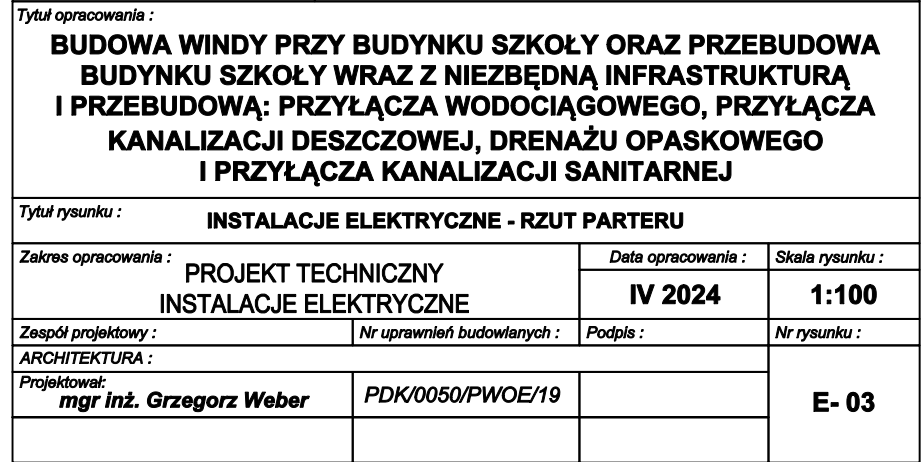 Tytuł opracowania :
BUDOWA WINDY PRZY BUDYNKU SZKOŁY ORAZ PRZEBUDOWA
BUDYNKU SZKOŁY WRAZ Z NIEZBĘDNĄ INFRASTRUKTURĄ
I PRZEBUDOWĄ: PRZYŁĄCZA WODOCIĄGOWEGO, PRZYŁĄCZA
KANALIZACJI DESZCZOWEJ, DRENAŻU OPASKOWEGO
I PRZYŁĄCZA KANALIZACJI SANITARNEJ
Tytuł rysunku :
INSTALACJE ELEKTRYCZNE - RZUT PARTERU
Zakres opracowania :
PROJEKT TECHNICZNY
INSTALACJE ELEKTRYCZNE
Data opracowania :
IV 2024
Skala rysunku :
1:100
Zespół projektowy :
Nr uprawnień budowlanych :
Podpis :
Nr rysunku :
ARCHITEKTURA :
Projektował:
mgr inż. Grzegorz Weber
PDK/0050/PWOE/19
E- 03